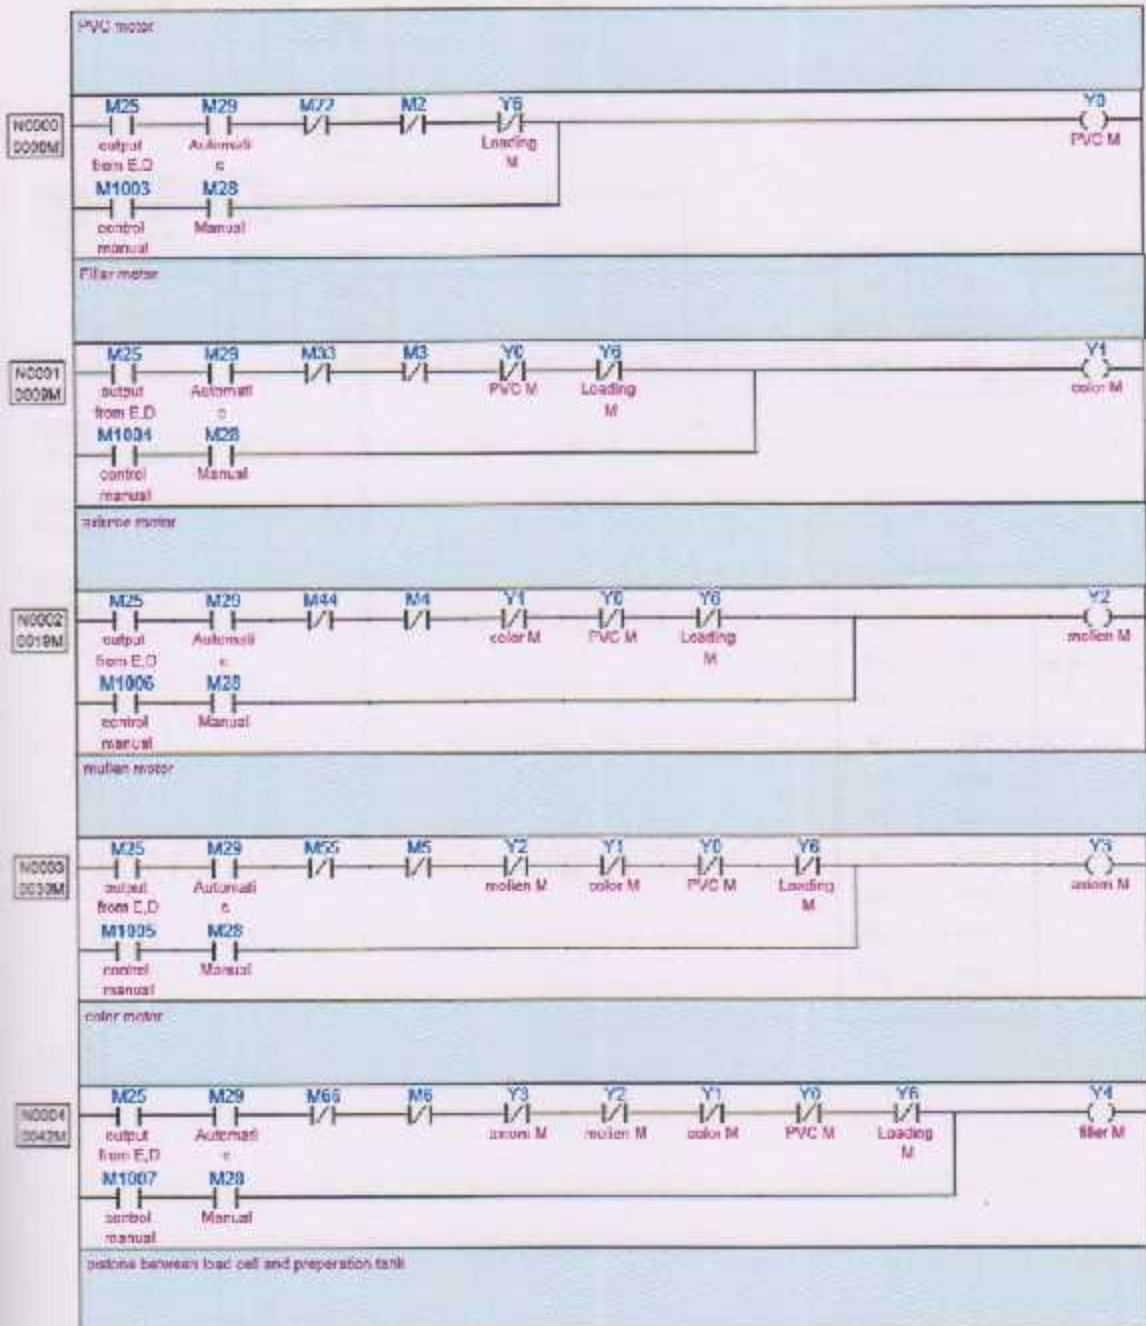 PVC motor
M25 M29 M22 M2 Y6 Y0
N0000
output Automati Loading PVC M
from E,D c M
M1003 M28
control Manual
manual
Filler motor
M25 M29 M33 M3 Y0 Y6 Y1
N0001
output Automati PVC M Loading color M
from E,D c M
M1004 M28
control Manual
manual
motor
M25 M29 M44 M4 Y1 Y0 Y6 Y2
N0002
0019M output Automati color M PVC M Loading mollen M
from E,D c M
M1006 M28
control Manual
manual
mullen motor
M25 M29 M55 M5 Y2 Y1 Y0 Y6 Y3
N0003
0030M output Automati mollen M color M PVC M Loading M
from E,D c M
M1005 M28
control Manual
manual
color motor
M25 M29 M66 M6 Y3 Y2 Y1 Y0 Y6 Y4
N0004
0042M output Automati M mollen M color M PVC M Loading filler M
from E,D c M
M1007 M28
control Manual
manual
pistone between load cell and preperation tank